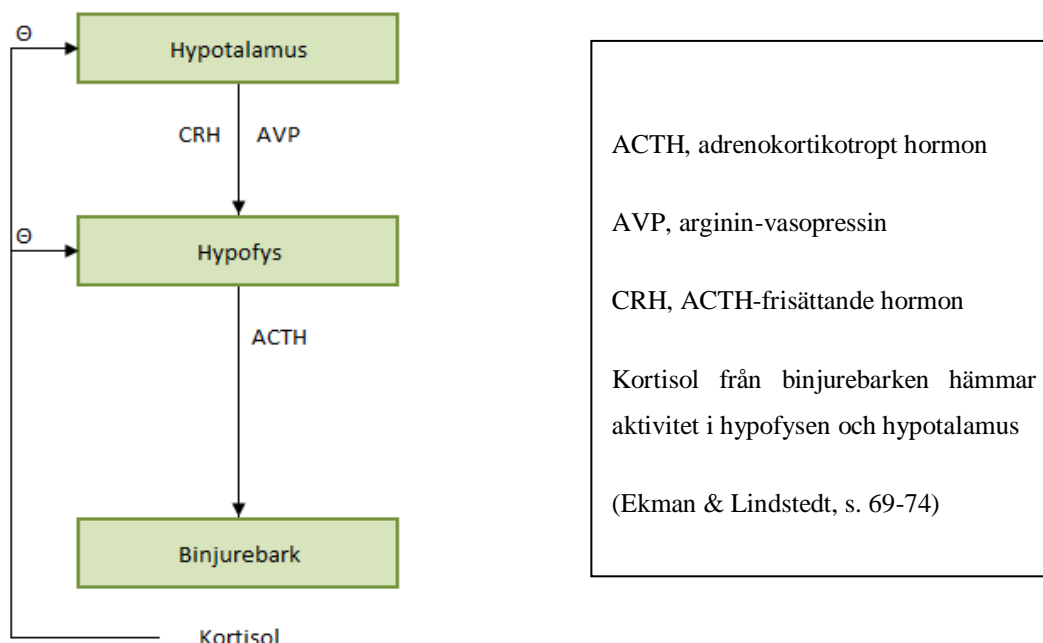 Θ
Hypotalamus
CRH AVP
Θ
Hypofys
ACTH
Binjurebark
Kortisol
ACTH, adrenokortikotropt hormon
AVP, arginin-vasopressin
CRH, ACTH-frisättande hormon
Kortisol från binjurebarken hämmar
aktivitet i hypofysen och hypotalamus
(Ekman & Lindstedt, s. 69-74)